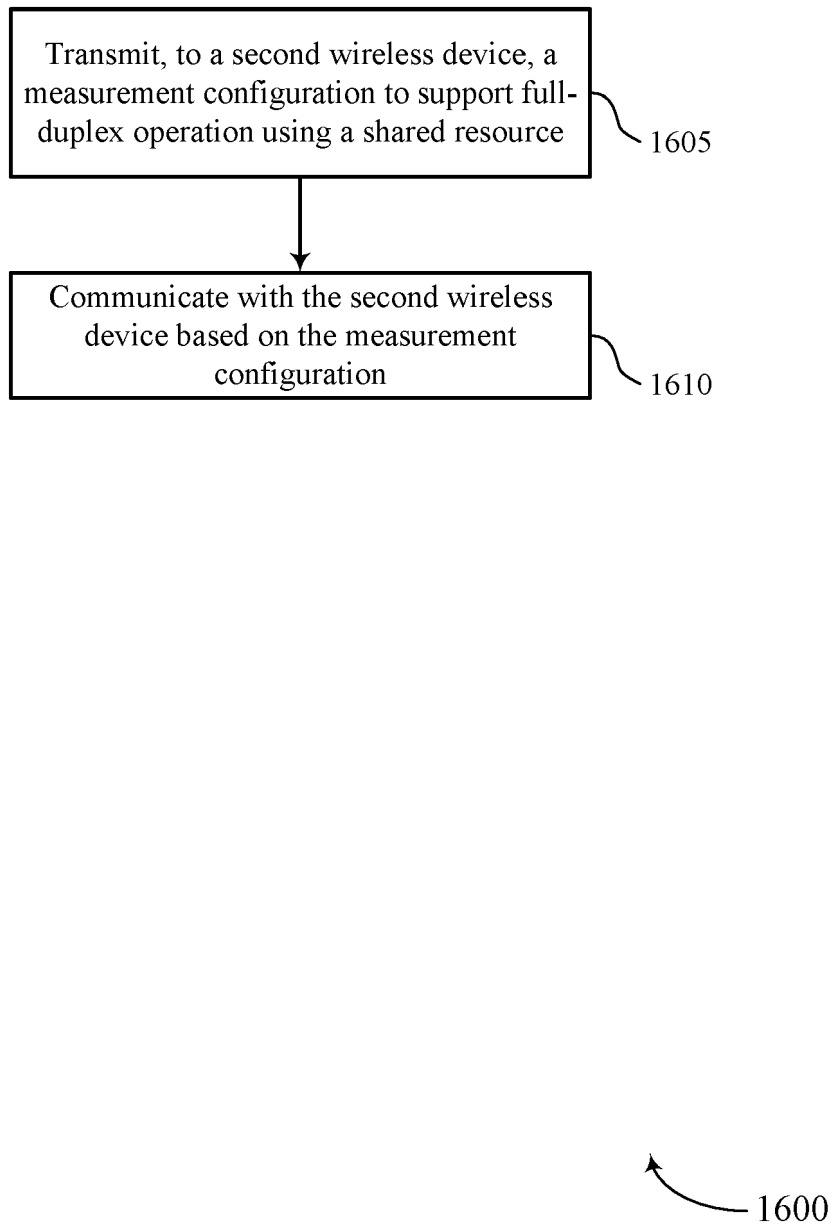 Transmit, to a second wireless device, a
measurement configuration to support full-
duplex operation using a shared resource
1605
Communicate with the second wireless
device based on the measurement
configuration
1610
1600